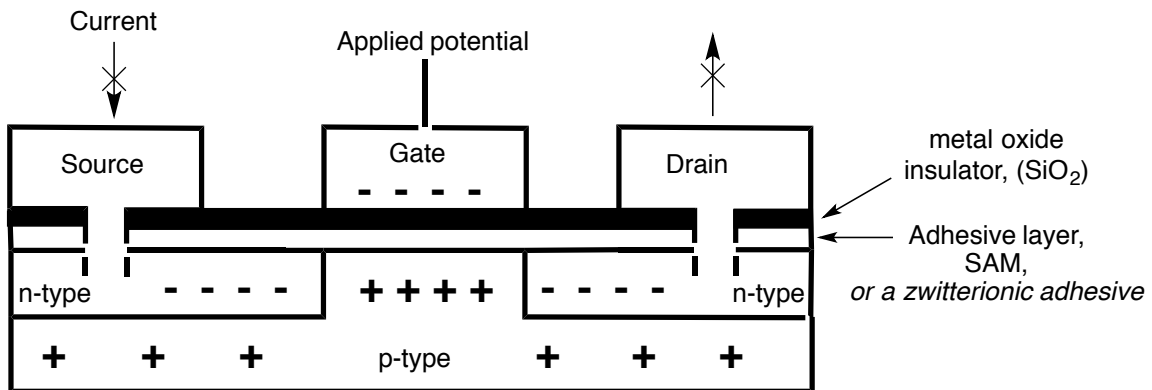 Current
Applied potential
Source
Gate
Drain
- - - -
metal oxide
insulator, (SiO₂)
Adhesive layer,
SAM,
or a zwitterionic adhesive
n-type
- - - -
++++
- - - -
n-type
+ + +
p-type
+ + +